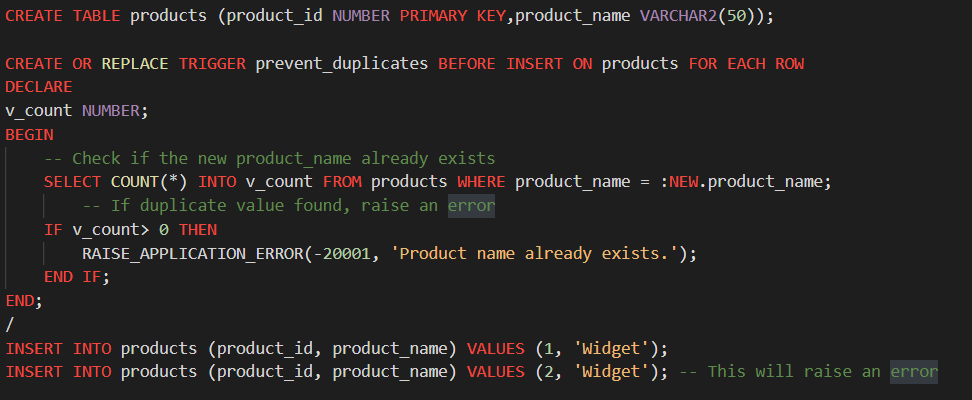 CREATE TABLE products (product_id NUMBER PRIMARY KEY,product_name VARCHAR2(50));

CREATE OR REPLACE TRIGGER prevent_duplicates BEFORE INSERT ON products FOR EACH ROW
DECLARE
v_count NUMBER;
BEGIN
    -- Check if the new product_name already exists
    SELECT COUNT(*) INTO v_count FROM products WHERE product_name = :NEW.product_name;
        -- If duplicate value found, raise an error
    IF v_count> 0 THEN
        RAISE_APPLICATION_ERROR(-20001, 'Product name already exists.');
    END IF;
END;
/
INSERT INTO products (product_id, product_name) VALUES (1, 'Widget');
INSERT INTO products (product_id, product_name) VALUES (2, 'Widget'); -- This will raise an error